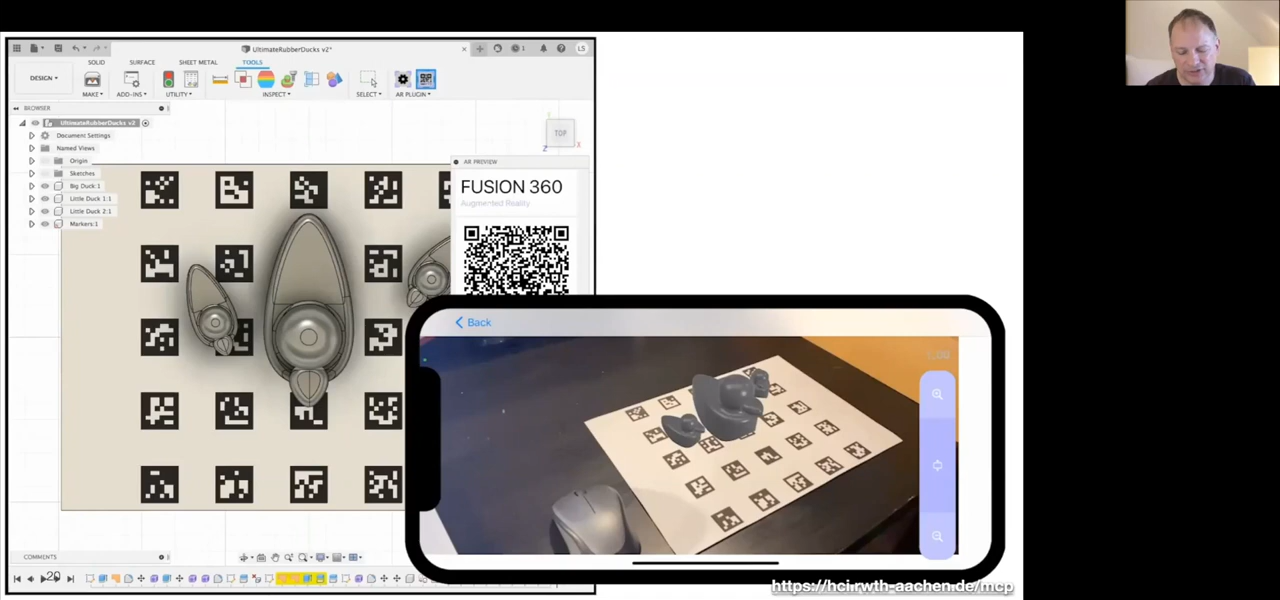 UltimateRubberDucks v2*
LS
SOLID
SURFACE
SHEET METAL
TOOLS
DESIGN
MAKE
ADD-INS
UTILITY
INSPECT
SELECT
AR PLUGIN
BROWSER
UltimateRubberDucks v2
Document Settings
Named Views
Origin
Sketches
Big Duck:1
Little Duck 1:1
Little Duck 2:1
Markers:1
TOP
Z
X
AR PREVIEW
FUSION 360
Augmented Reality
Back
COMMENTS
20
https://hci.rwth-aachen.de/mcp